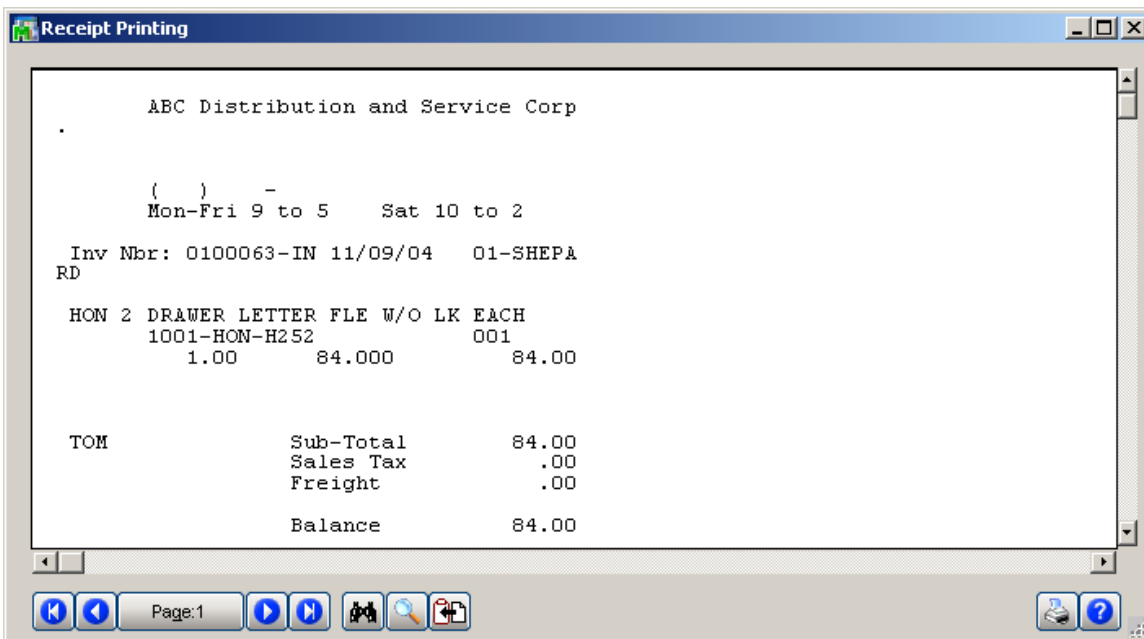 Receipt Printing
ABC Distribution and Service Corp
.
(   )    -
Mon-Fri 9 to 5    Sat 10 to 2
Inv Nbr: 0100063-IN 11/09/04   01-SHEPA
RD
HON 2 DRAWER LETTER FLE W/O LK EACH
1001-HON-H252            001
1.00      84.000         84.00
TOM              Sub-Total        84.00
Sales Tax         .00
Freight           .00
Balance          84.00
Page:1